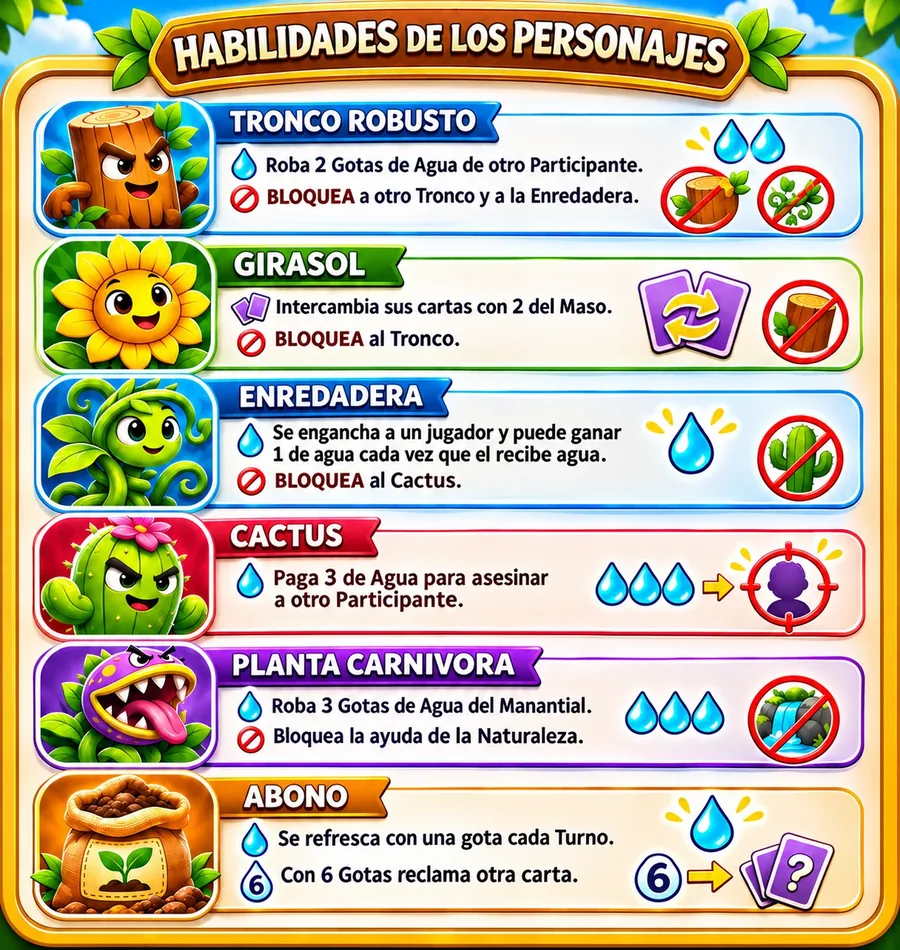 HABILIDADES DE LOS PERSONAJES
TRONCO ROBUSTO
Roba 2 Gotas de Agua de otro Participante.
BLOQUEA a otro Tronco y a la Enredadera.
GIRASOL
Intercambia sus cartas con 2 del Maso.
BLOQUEA al Tronco.
ENREDADERA
Se engancha a un jugador y puede ganar
1 de agua cada vez que el recibe agua.
BLOQUEA al Cactus.
CACTUS
Paga 3 de Agua para asesinar
a otro Participante.
PLANTA CARNIVORA
Roba 3 Gotas de Agua del Manantial.
Bloquea la ayuda de la Naturaleza.
ABONO
Se refresca con una gota cada Turno.
6 Con 6 Gotas reclama otra carta.
6 ?